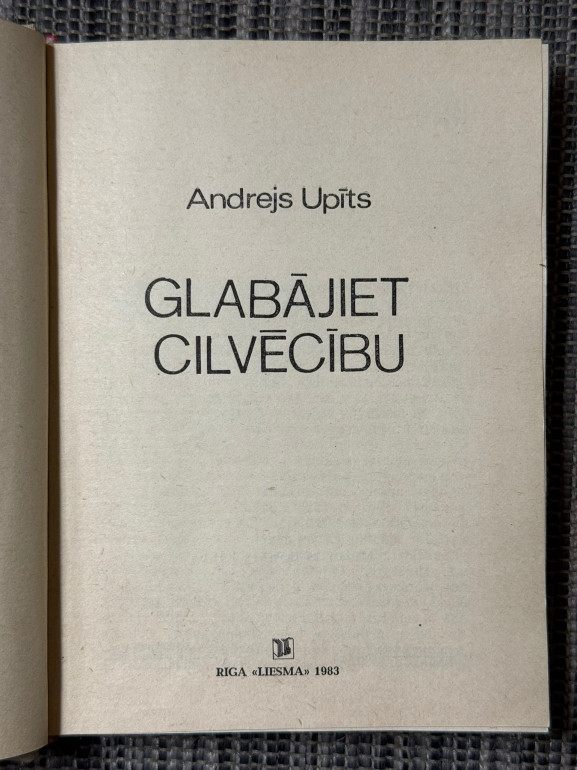 Andrejs Upīts
GLABĀJIET
CILVĒCĪBU
RIGA «LIESMA» 1983